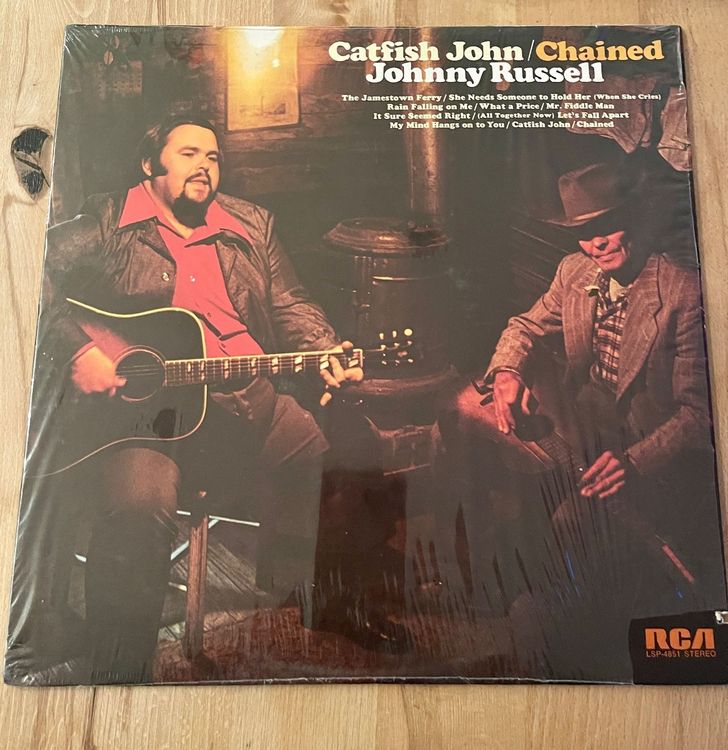 Catfish John/Chained
Johnny Russell
The Jamestown Ferry/She Needs Someone to Hold Her (When She Cries)
Rain Falling on Me/What a Price/Mr. Fiddle Man
It Sure Seemed Right/(All Together Now) Let's Fall Apart
My Mind Hangs on to You/Catfish John/Chained
RCA
LSP-4851 STEREO